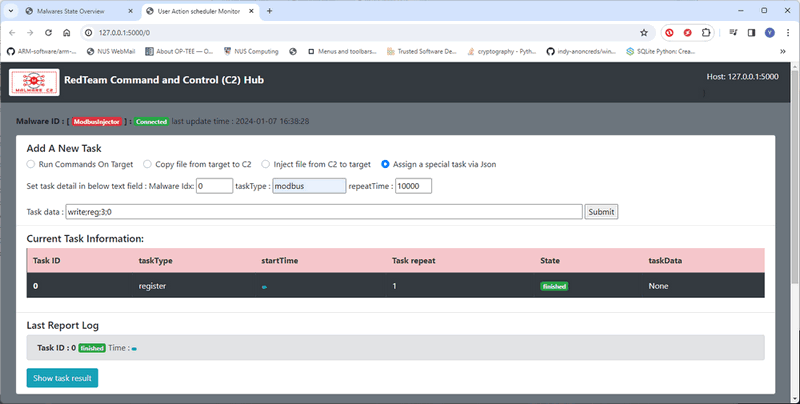 Malwares State Overview
User Action scheduler Monitor
127.0.0.1:5000/0
ARM-software/arm-...
NUS WebMail
About OP-TEE — O...
NUS Computing
Menus and toolbars...
Trusted Software De...
cryptography - Pyth...
indy-anoncreds/win...
SQLite Python: Crea...
MALWARE C2
RedTeam Command and Control (C2) Hub
Host: 127.0.0.1:5000
Malware ID : [ ModbusInjector ] : Connected last update time : 2024-01-07 16:38:28
Add A New Task
Run Commands On Target
Copy file from target to C2
Inject file from C2 to target
Assign a special task via Json
Set task detail in below text field : Malware Idx: 0 taskType : modbus repeatTime : 10000
Task data : write;reg;3;0 Submit
Current Task Information:
Task ID taskType startTime Task repeat State taskData
0 register 1 finished None
Last Report Log
Task ID : 0 finished Time :
Show task result